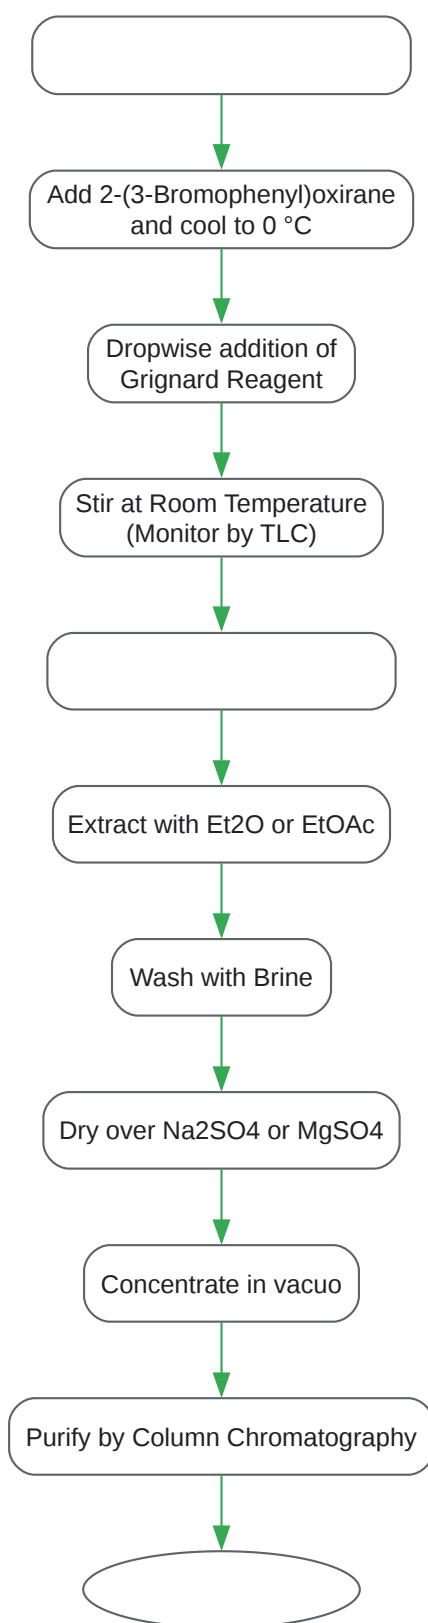 Add 2-(3-Bromophenyl)oxirane
and cool to 0 °C
Dropwise addition of
Grignard Reagent
Stir at Room Temperature
(Monitor by TLC)
Extract with Et2O or EtOAc
Wash with Brine
Dry over Na2SO4 or MgSO4
Concentrate in vacuo
Purify by Column Chromatography